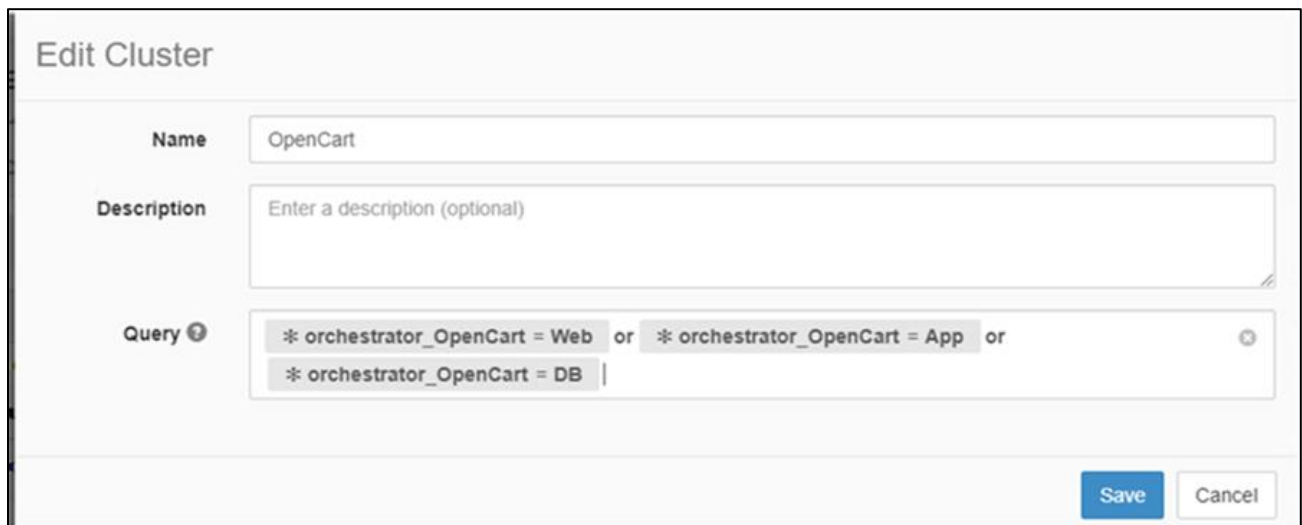 Edit Cluster
Name OpenCart
Description Enter a description (optional)
Query ✻ orchestrator_OpenCart = Web or ✻ orchestrator_OpenCart = App or
✻ orchestrator_OpenCart = DB
Save Cancel